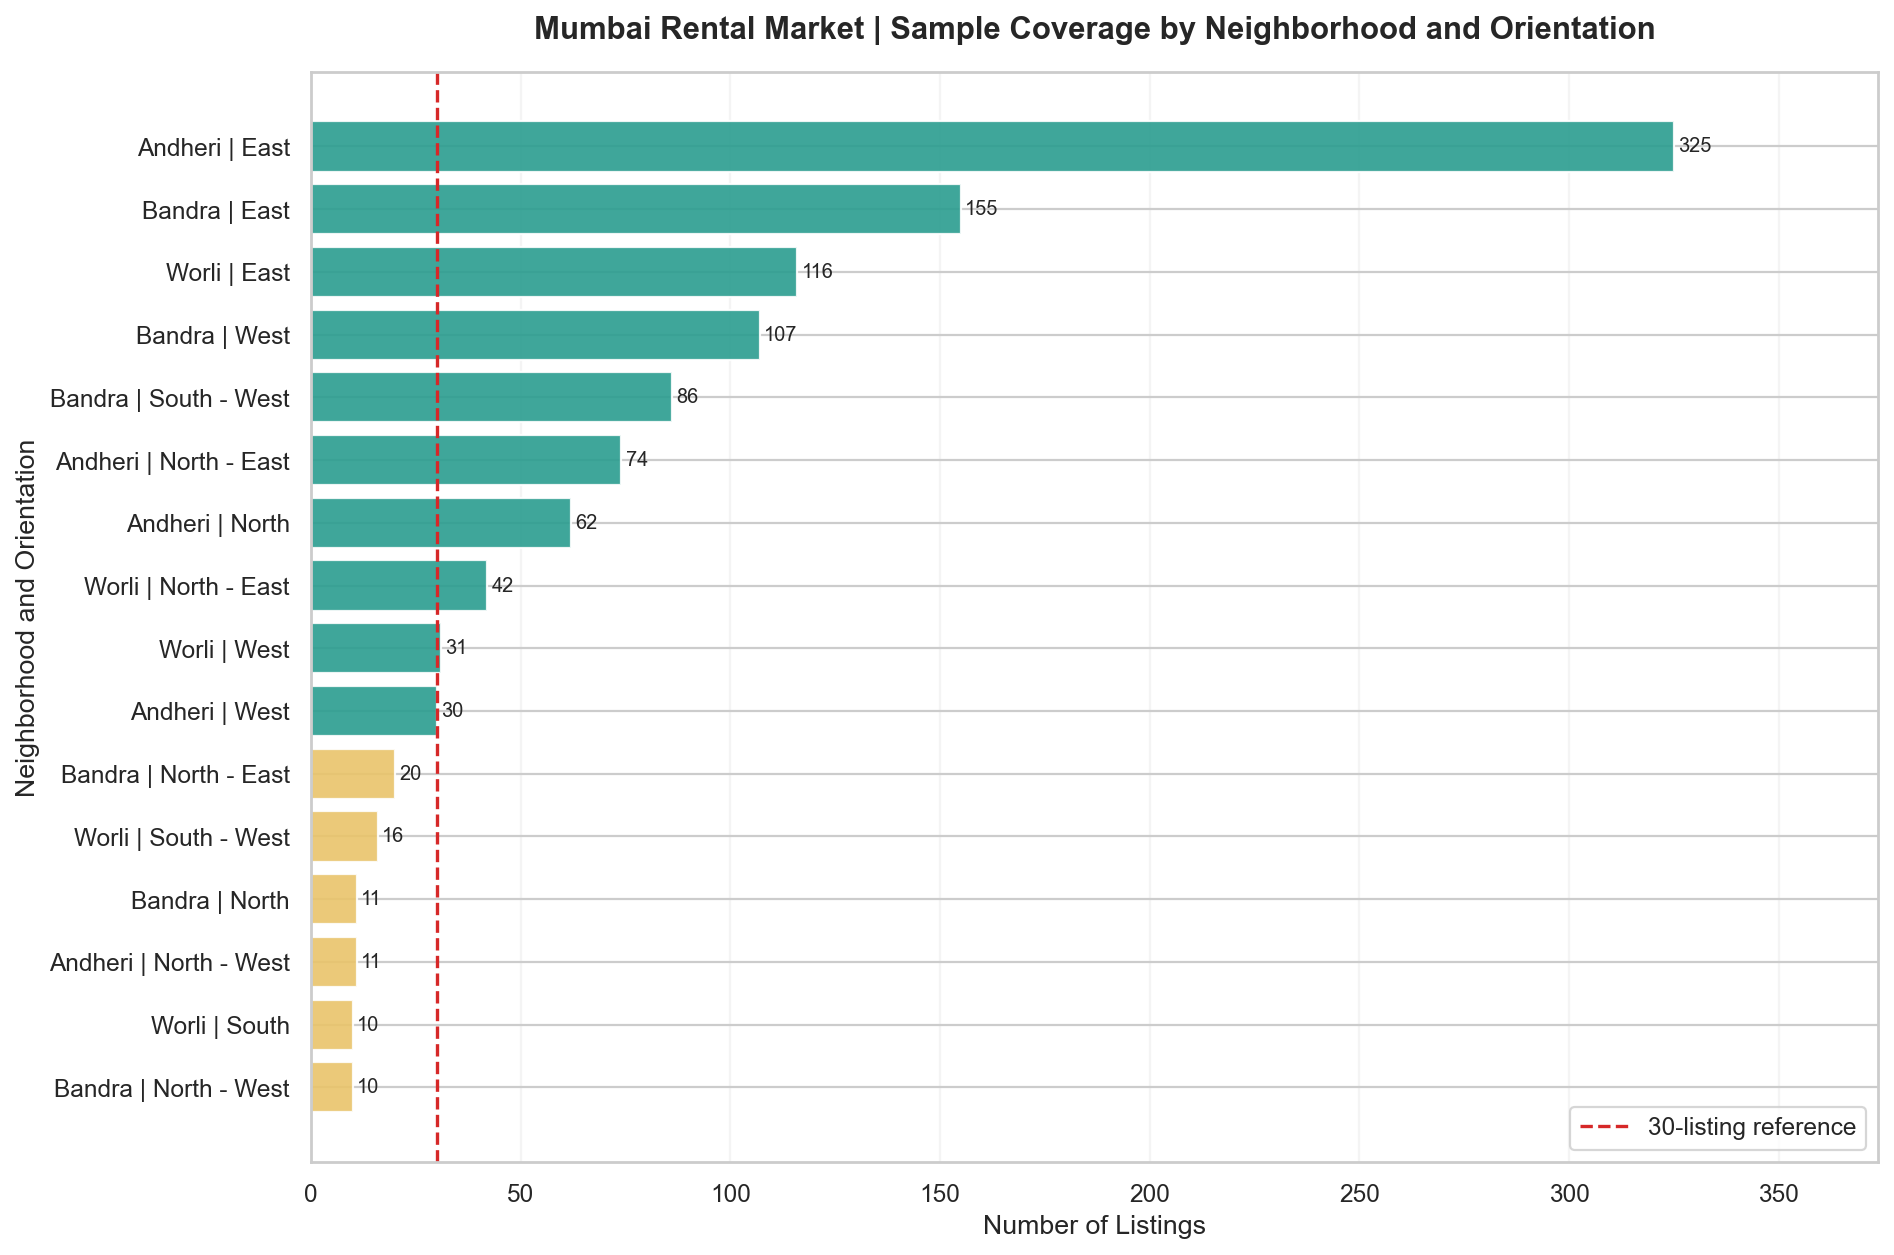 Mumbai Rental Market | Sample Coverage by Neighborhood and Orientation
Neighborhood and Orientation
Andheri | East
325
Bandra | East
155
Worli | East
116
Bandra | West
107
Bandra | South - West
86
Andheri | North - East
74
Andheri | North
62
Worli | North - East
42
Worli | West
31
Andheri | West
30
Bandra | North - East
20
Worli | South - West
16
Bandra | North
11
Andheri | North - West
11
Worli | South
10
Bandra | North - West
10
30-listing reference
0 50 100 150 200 250 300 350
Number of Listings